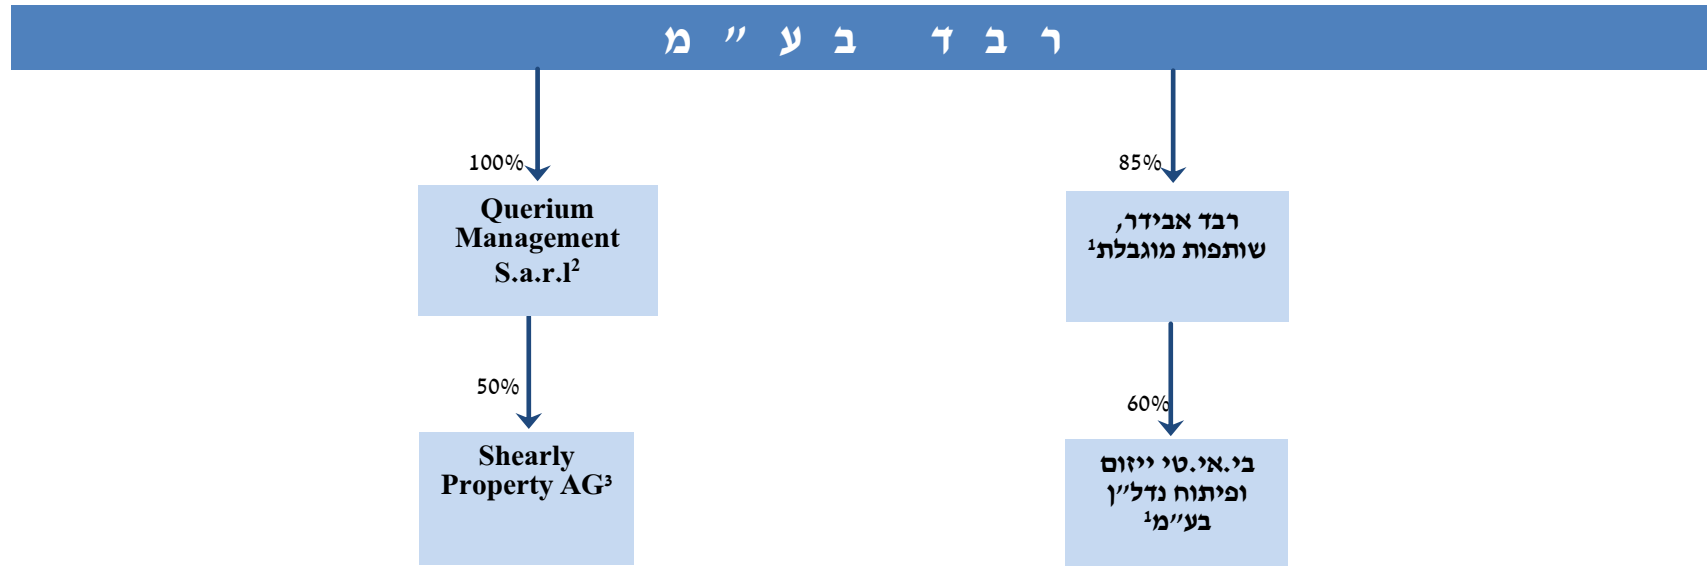 רבד בע״מ
85%
רבד אבידר,
שותפות מוגבלת¹
60%
בי.אי.טי ייזום
ופיתוח נדל״ן
בע״מ¹
100%
Querium
Management
S.a.r.l²
50%
Shearly
Property AG³